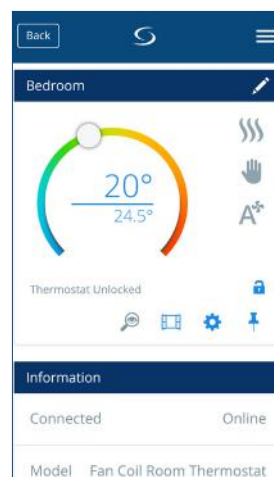 Back
Bedroom
20°
24.5°
A
Thermostat Unlocked
Information
Connected Online
Model Fan Coil Room Thermostat